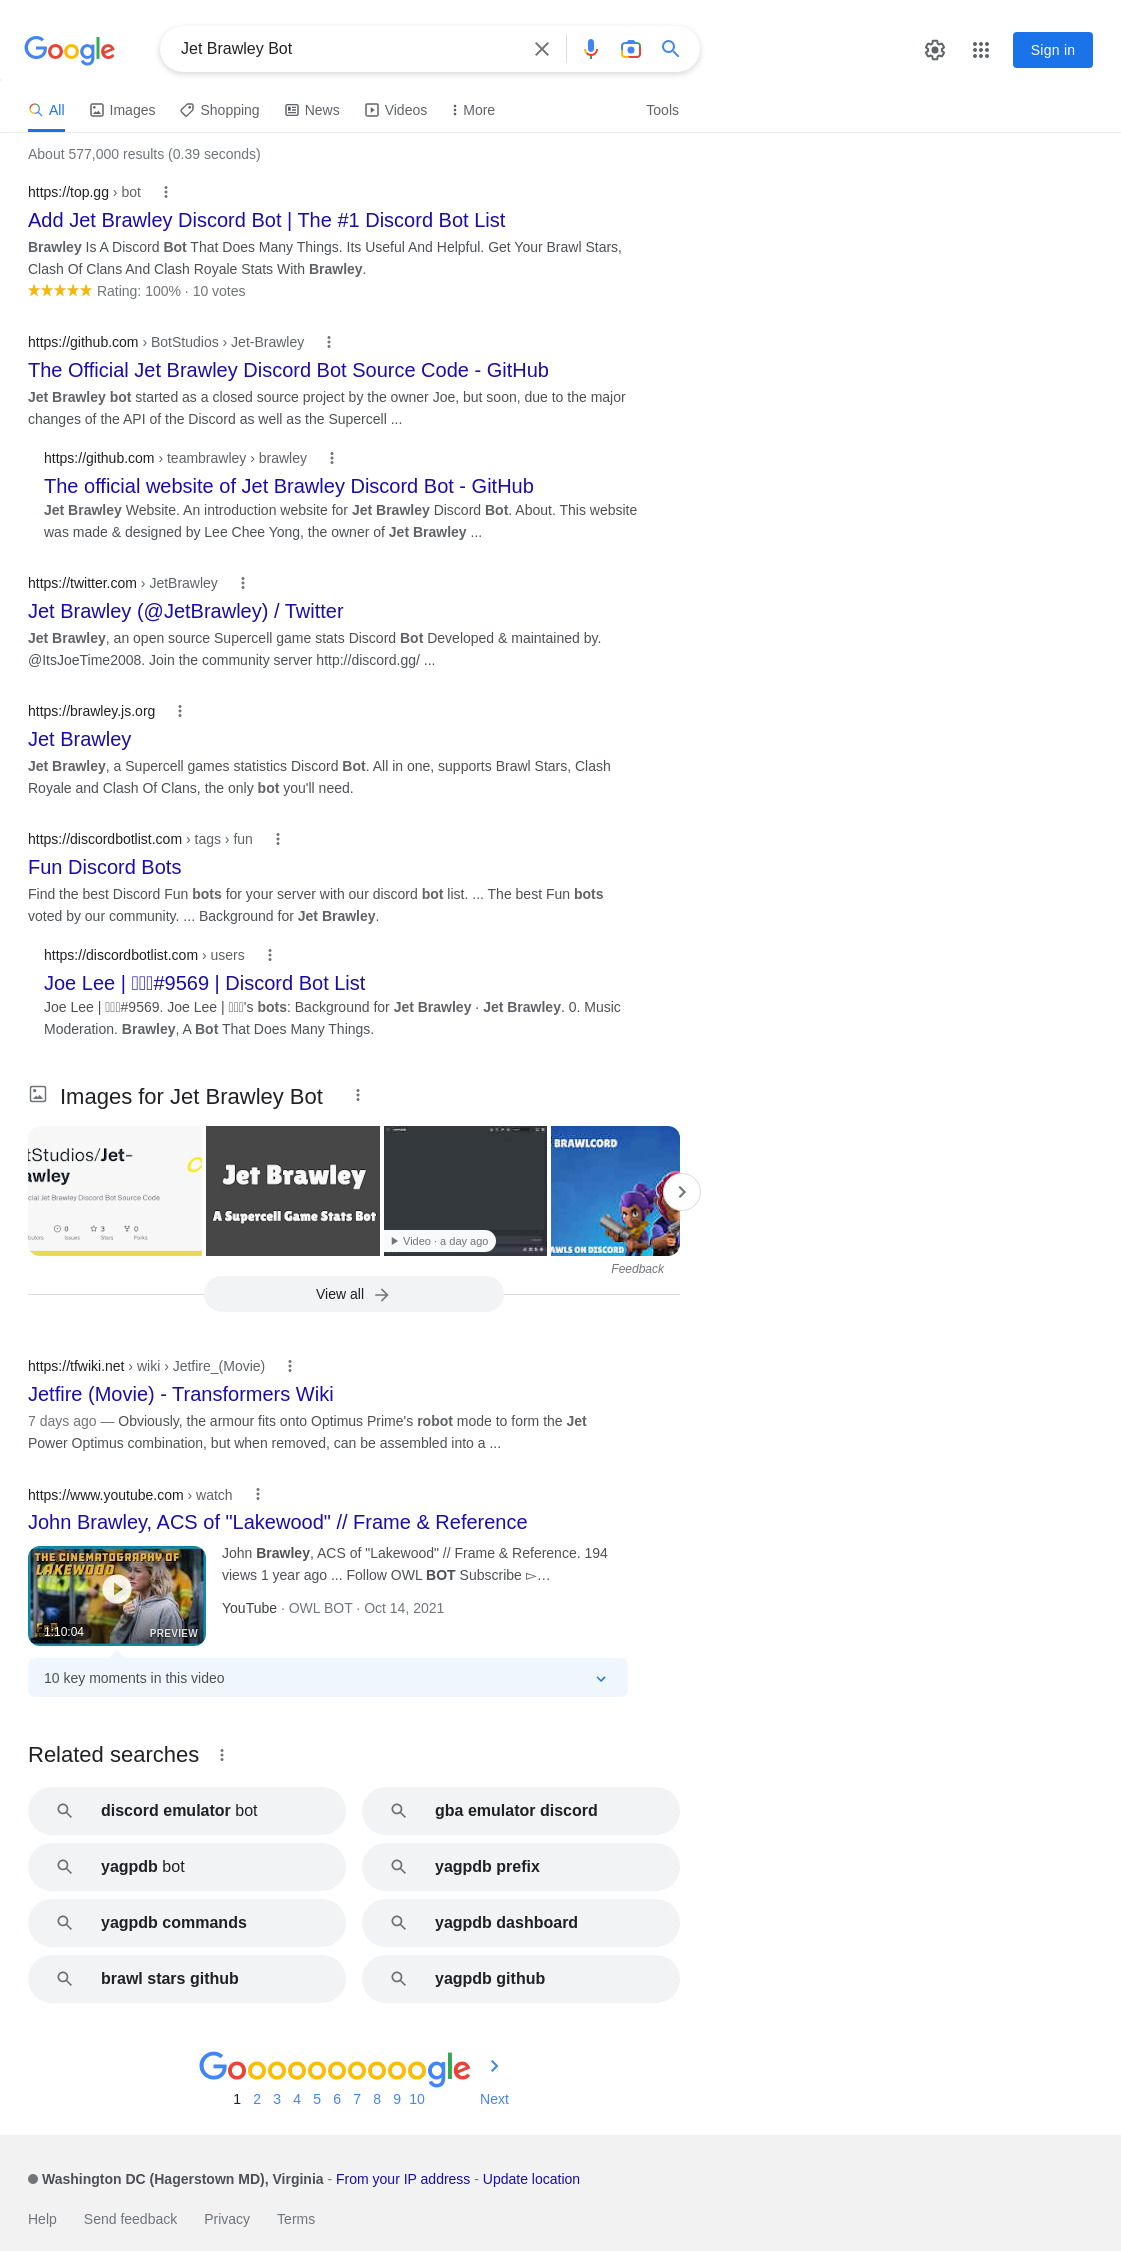 Google
Jet Brawley Bot
Sign in
All
Images
Shopping
News
Videos
More
Tools
About 577,000 results (0.39 seconds)
https://top.gg › bot
Add Jet Brawley Discord Bot | The #1 Discord Bot List
Brawley Is A Discord Bot That Does Many Things. Its Useful And Helpful. Get Your Brawl Stars,
Clash Of Clans And Clash Royale Stats With Brawley.
Rating: 100% · 10 votes
https://github.com › BotStudios › Jet-Brawley
The Official Jet Brawley Discord Bot Source Code - GitHub
Jet Brawley bot started as a closed source project by the owner Joe, but soon, due to the major
changes of the API of the Discord as well as the Supercell ...
https://github.com › teambrawley › brawley
The official website of Jet Brawley Discord Bot - GitHub
Jet Brawley Website. An introduction website for Jet Brawley Discord Bot. About. This website
was made & designed by Lee Chee Yong, the owner of Jet Brawley ...
https://twitter.com › JetBrawley
Jet Brawley (@JetBrawley) / Twitter
Jet Brawley, an open source Supercell game stats Discord Bot Developed & maintained by.
@ItsJoeTime2008. Join the community server http://discord.gg/ ...
https://brawley.js.org
Jet Brawley
Jet Brawley, a Supercell games statistics Discord Bot. All in one, supports Brawl Stars, Clash
Royale and Clash Of Clans, the only bot you'll need.
https://discordbotlist.com › tags › fun
Fun Discord Bots
Find the best Discord Fun bots for your server with our discord bot list. ... The best Fun bots
voted by our community. ... Background for Jet Brawley.
https://discordbotlist.com › users
Joe Lee | #9569 | Discord Bot List
Joe Lee | #9569. Joe Lee | 's bots: Background for Jet Brawley · Jet Brawley. 0. Music
Moderation. Brawley, A Bot That Does Many Things.
Images for Jet Brawley Bot
tStudios/Jet-
awley
cial Jet Brawley Discord Bot Source Code
0 3 0
Issues Stars Forks
Jet Brawley
A Supercell Game Stats Bot
Video · a day ago
BRAWLCORD
AWLS ON DISCORD
Feedback
View all
https://tfwiki.net › wiki › Jetfire_(Movie)
Jetfire (Movie) - Transformers Wiki
7 days ago — Obviously, the armour fits onto Optimus Prime's robot mode to form the Jet
Power Optimus combination, but when removed, can be assembled into a ...
https://www.youtube.com › watch
John Brawley, ACS of "Lakewood" // Frame & Reference
THE CINEMATOGRAPHY OF
LAKEWOOD
1:10:04
PREVIEW
John Brawley, ACS of "Lakewood" // Frame & Reference. 194
views 1 year ago ... Follow OWL BOT Subscribe ▻…
YouTube · OWL BOT · Oct 14, 2021
10 key moments in this video
Related searches
discord emulator bot
gba emulator discord
yagpdb bot
yagpdb prefix
yagpdb commands
yagpdb dashboard
brawl stars github
yagpdb github
Goooooooooogle
1 2 3 4 5 6 7 8 9 10 Next
Washington DC (Hagerstown MD), Virginia - From your IP address - Update location
Help Send feedback Privacy Terms